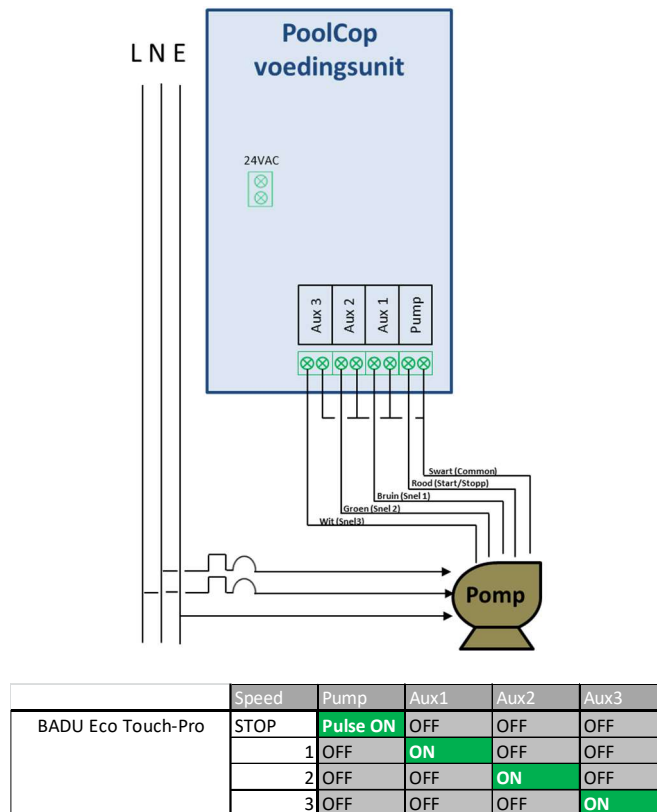 PoolCop
voedingsunit
L N E
24VAC
Aux 3
Aux 2
Aux 1
Pump
Swart (Common)
Rood (Start/Stopp)
Bruin (Snel 1)
Groen (Snel 2)
Wit (Snel3)
Pomp
Speed Pump Aux1 Aux2 Aux3
BADU Eco Touch-Pro STOP Pulse ON OFF OFF OFF
1 OFF ON OFF OFF
2 OFF OFF ON OFF
3 OFF OFF OFF ON